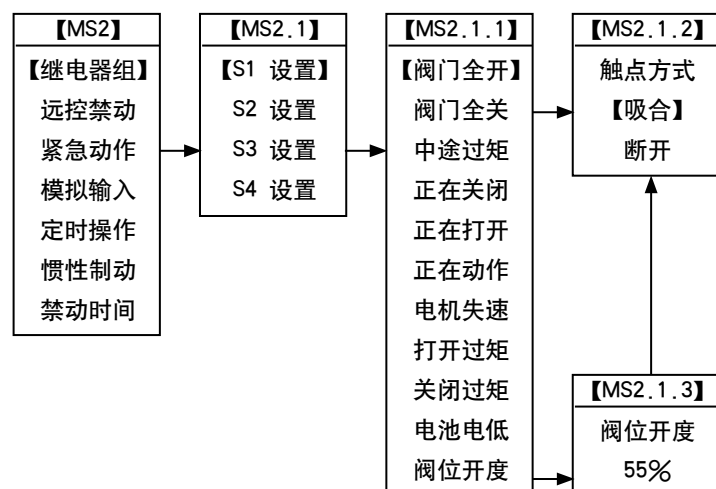 【MS2】
【继电器组】
远控禁动
紧急动作
模拟输入
定时操作
惯性制动
禁动时间
【MS2.1】
【S1 设置】
S2 设置
S3 设置
S4 设置
【MS2.1.1】
【阀门全开】
阀门全关
中途过矩
正在关闭
正在打开
正在动作
电机失速
打开过矩
关闭过矩
电池电低
阀位开度
【MS2.1.2】
触点方式
【吸合】
断开
【MS2.1.3】
阀位开度
55%